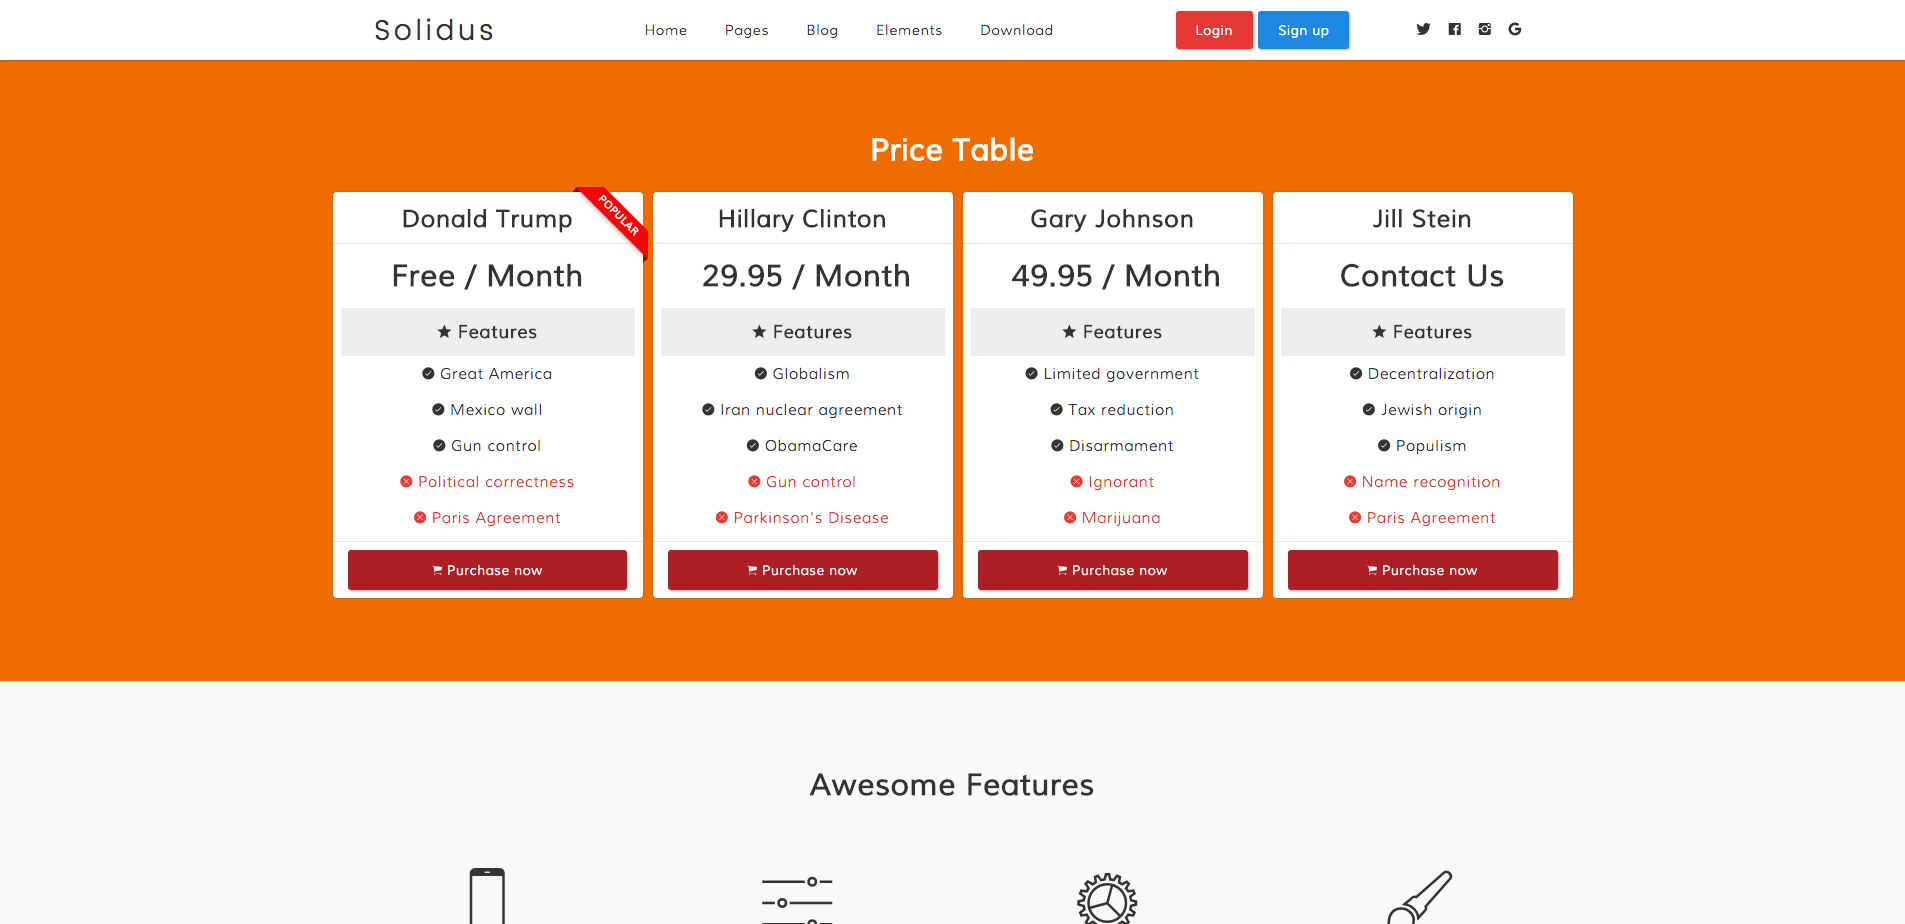 Solidus
Home Pages Blog Elements Download
Login Sign up
Price Table
Donald Trump
POPULAR
Free / Month
Features
Great America
Mexico wall
Gun control
Political correctness
Paris Agreement
Purchase now
Hillary Clinton
29.95 / Month
Features
Globalism
Iran nuclear agreement
ObamaCare
Gun control
Parkinson's Disease
Purchase now
Gary Johnson
49.95 / Month
Features
Limited government
Tax reduction
Disarmament
Ignorant
Marijuana
Purchase now
Jill Stein
Contact Us
Features
Decentralization
Jewish origin
Populism
Name recognition
Paris Agreement
Purchase now
Awesome Features